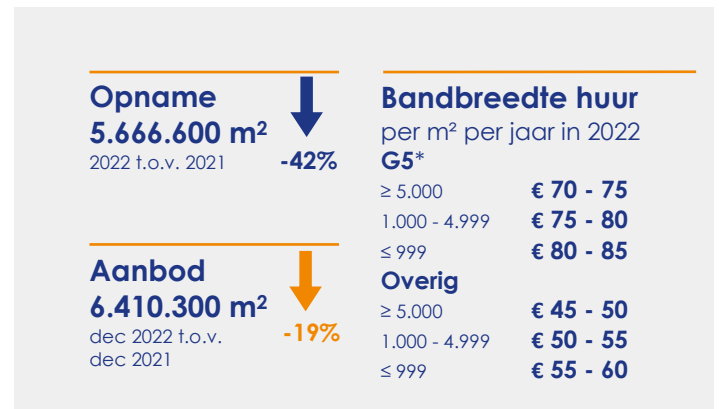 Opname
5.666.600 m²
2022 t.o.v. 2021
-42%
Aanbod
6.410.300 m²
dec 2022 t.o.v.
dec 2021
-19%
Bandbreedte huur
per m² per jaar in 2022
G5*
≥ 5.000 € 70 - 75
1.000 - 4.999 € 75 - 80
≤ 999 € 80 - 85
Overig
≥ 5.000 € 45 - 50
1.000 - 4.999 € 50 - 55
≤ 999 € 55 - 60